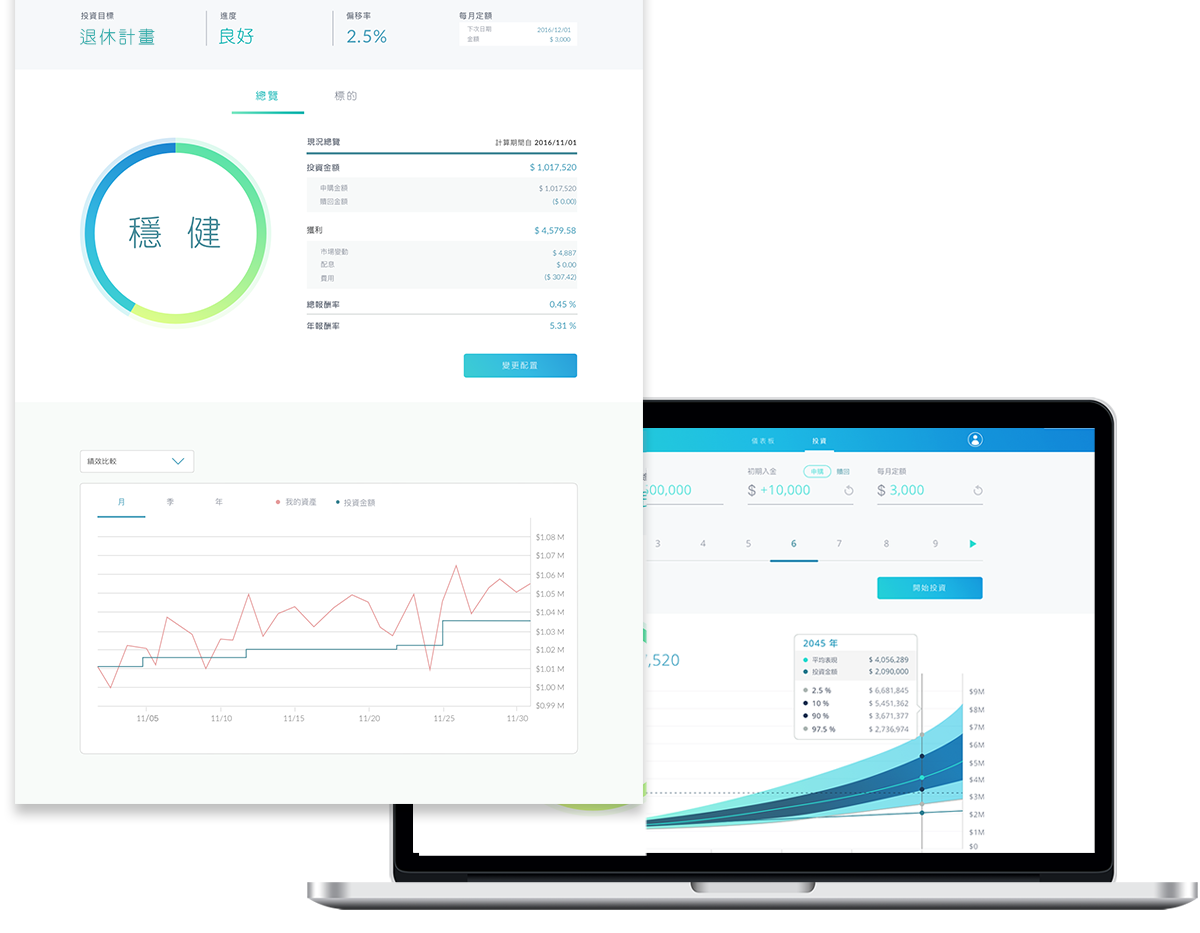 投資目標
進度
偏移率
每月定額
退休計畫
良好
2.5%
下次日期 2016/12/01
金額 $ 3,000
總覽
標的
穩 健
現況總覽 計算期間自 2016/11/01
投資金額 $ 1,017,520
申購金額 $ 1,017,520
贖回金額 ($ 0.00)
獲利 $ 4,579.58
市場變動 $ 4,887
配息 $ 0.00
費用 ($ 307.42)
總報酬率 0.45 %
年報酬率 5.31 %
變更配置
績效比較
月 季 年 我的資產 投資金額
$1.08 M
$1.07 M
$1.06 M
$1.05 M
$1.04 M
$1.03 M
$1.02 M
$1.01 M
$1.00 M
$0.99 M
11/05 11/10 11/15 11/20 11/25 11/30
儀表板 投資
初期入金 申購 贖回 每月定額
00,000 $ +10,000 $ 3,000
3 4 5 6 7 8 9
開始投資
7,520
2045 年
平均表現 $ 4,056,289
投資金額 $ 2,090,000
2.5 % $ 6,681,845
10 % $ 5,451,362
90 % $ 3,671,377
97.5 % $ 2,736,974
$9M
$8M
$7M
$6M
$5M
$4M
$3M
$2M
$1M
$0